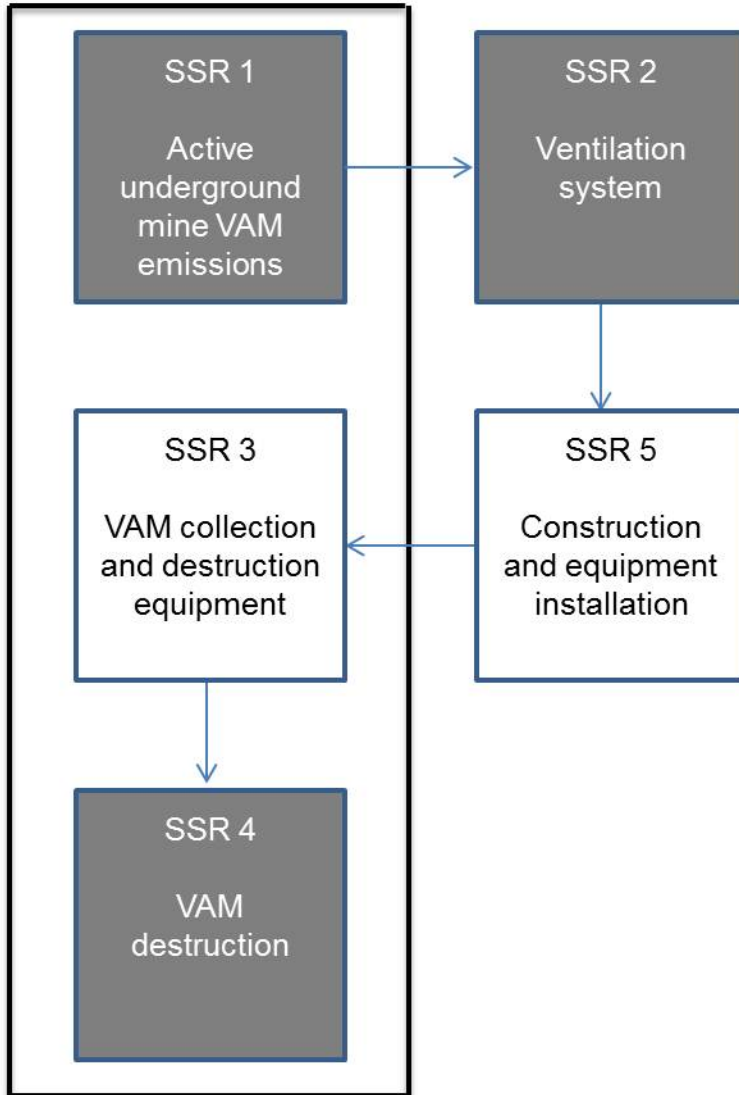 SSR 1
Active
underground
mine VAM
emissions
SSR 2
Ventilation
system
SSR 3
VAM collection
and destruction
equipment
SSR 5
Construction
and equipment
installation
SSR 4
VAM
destruction